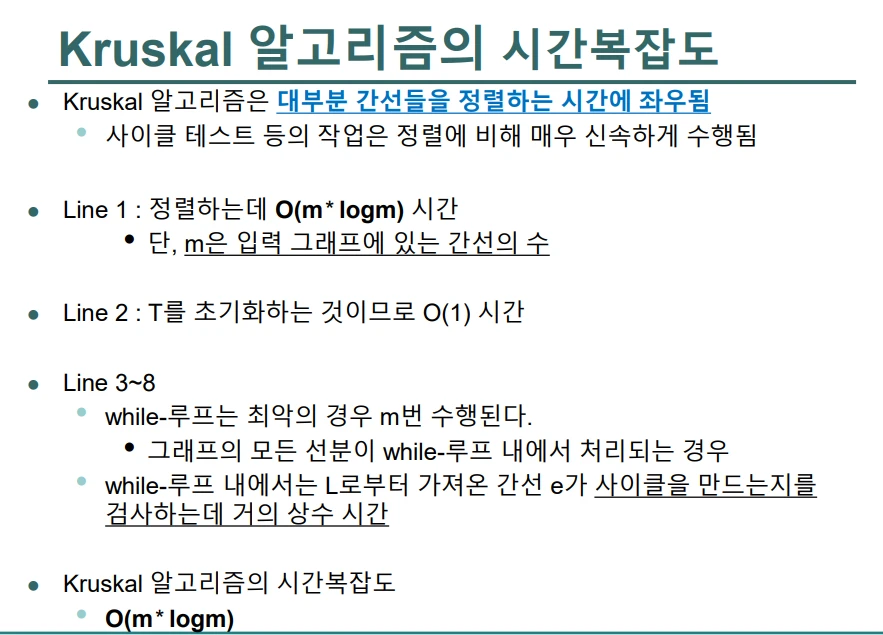 Kruskal 알고리즘의 시간복잡도
Kruskal 알고리즘은 대부분 간선들을 정렬하는 시간에 좌우됨
사이클 테스트 등의 작업은 정렬에 비해 매우 신속하게 수행됨
Line 1 : 정렬하는데 O(m* logm) 시간
단, m은 입력 그래프에 있는 간선의 수
Line 2 : T를 초기화하는 것이므로 O(1) 시간
Line 3~8
while-루프는 최악의 경우 m번 수행된다.
그래프의 모든 선분이 while-루프 내에서 처리되는 경우
while-루프 내에서는 L로부터 가져온 간선 e가 사이클을 만드는지를
검사하는데 거의 상수 시간
Kruskal 알고리즘의 시간복잡도
O(m* logm)